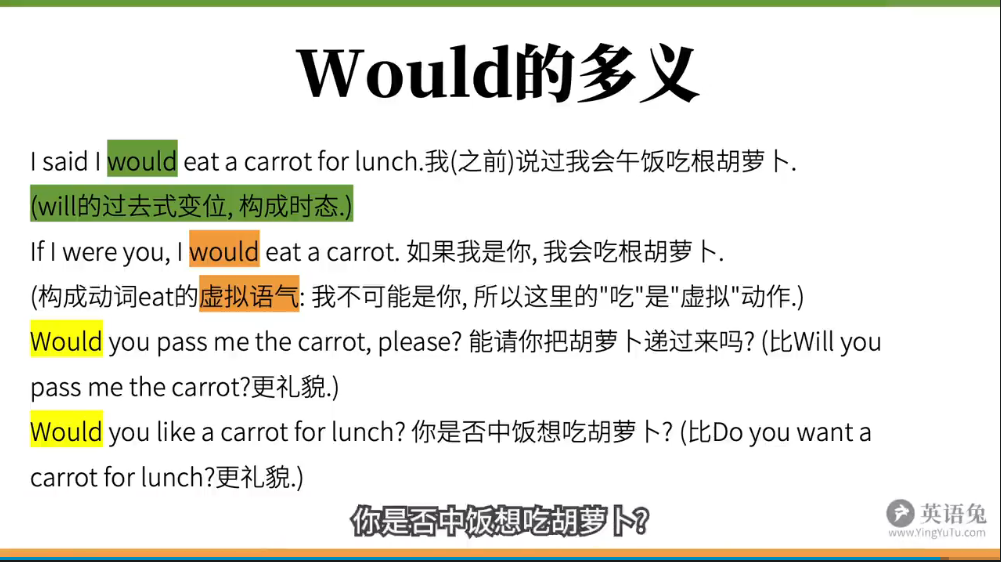 Would的多义
I said I would eat a carrot for lunch.我(之前)说过我会午饭吃根胡萝卜.
(will的过去式变位, 构成时态.)
If I were you, I would eat a carrot. 如果我是你, 我会吃根胡萝卜.
(构成动词eat的虚拟语气: 我不可能是你, 所以这里的"吃"是"虚拟"动作.)
Would you pass me the carrot, please? 能请你把胡萝卜递过来吗? (比Will you
pass me the carrot?更礼貌.)
Would you like a carrot for lunch? 你是否中饭想吃胡萝卜? (比Do you want a
carrot for lunch?更礼貌.)
你是否中饭想吃胡萝卜?
英语兔
www.YingYuTu.com